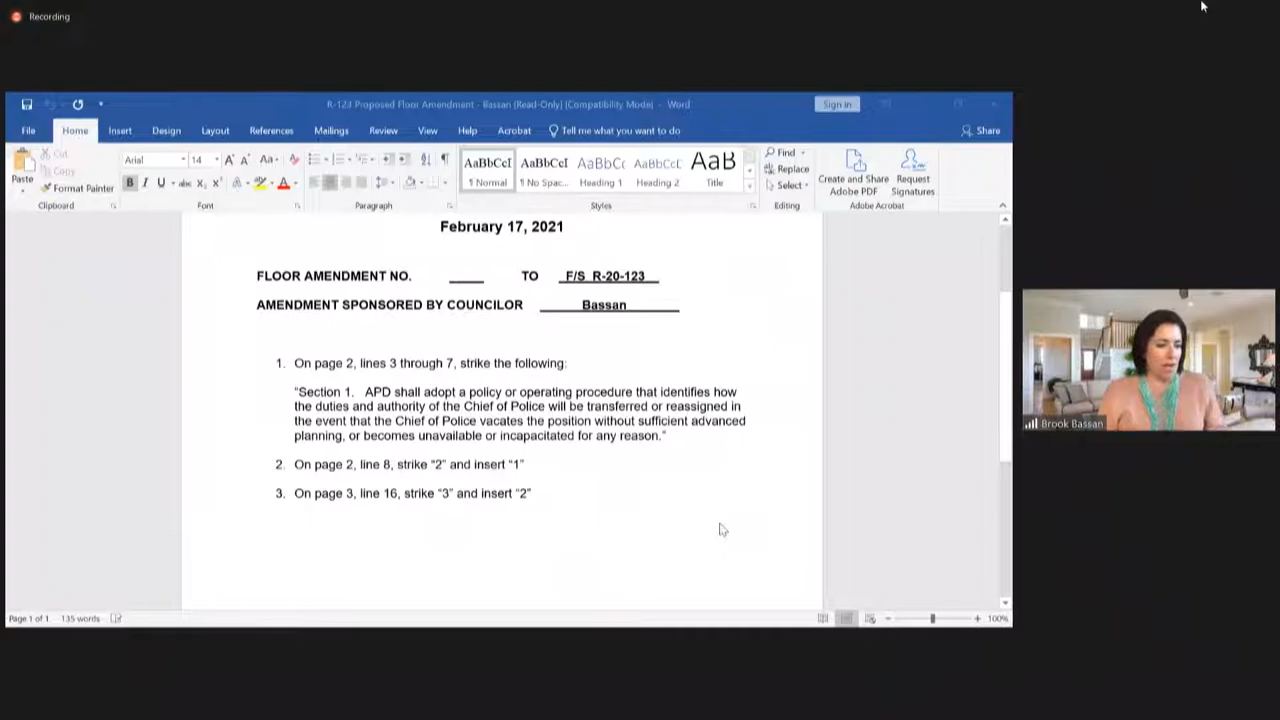 Recording
R-123 Proposed Floor Amendment - Bassan [Read-Only] [Compatibility Mode] - Word
Sign in
File Home Insert Design Layout References Mailings Review View Help Acrobat Tell me what you want to do Share
Paste
Cut
Copy
Format Painter
Clipboard
Arial 14
Font
Paragraph
AaBbCcI AaBbCcI AaBbCc AaBbCcC AaB
¶ Normal ¶ No Spac... Heading 1 Heading 2 Title
Styles
Find
Replace
Select
Editing
Create and Share Adobe PDF
Request Signatures
Adobe Acrobat
February 17, 2021
FLOOR AMENDMENT NO. TO F/S R-20-123
AMENDMENT SPONSORED BY COUNCILOR Bassan
1. On page 2, lines 3 through 7, strike the following:
"Section 1. APD shall adopt a policy or operating procedure that identifies how
the duties and authority of the Chief of Police will be transferred or reassigned in
the event that the Chief of Police vacates the position without sufficient advanced
planning, or becomes unavailable or incapacitated for any reason."
2. On page 2, line 8, strike "2" and insert "1"
3. On page 3, line 16, strike "3" and insert "2"
Brook Bassan
Page 1 of 1 135 words 100%